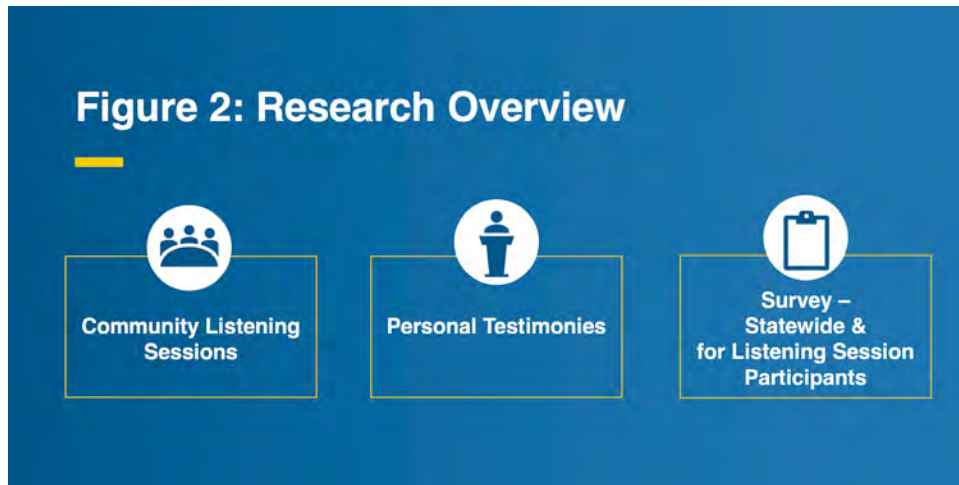 Figure 2: Research Overview
Community Listening
Sessions
Personal Testimonies
Survey –
Statewide &
for Listening Session
Participants